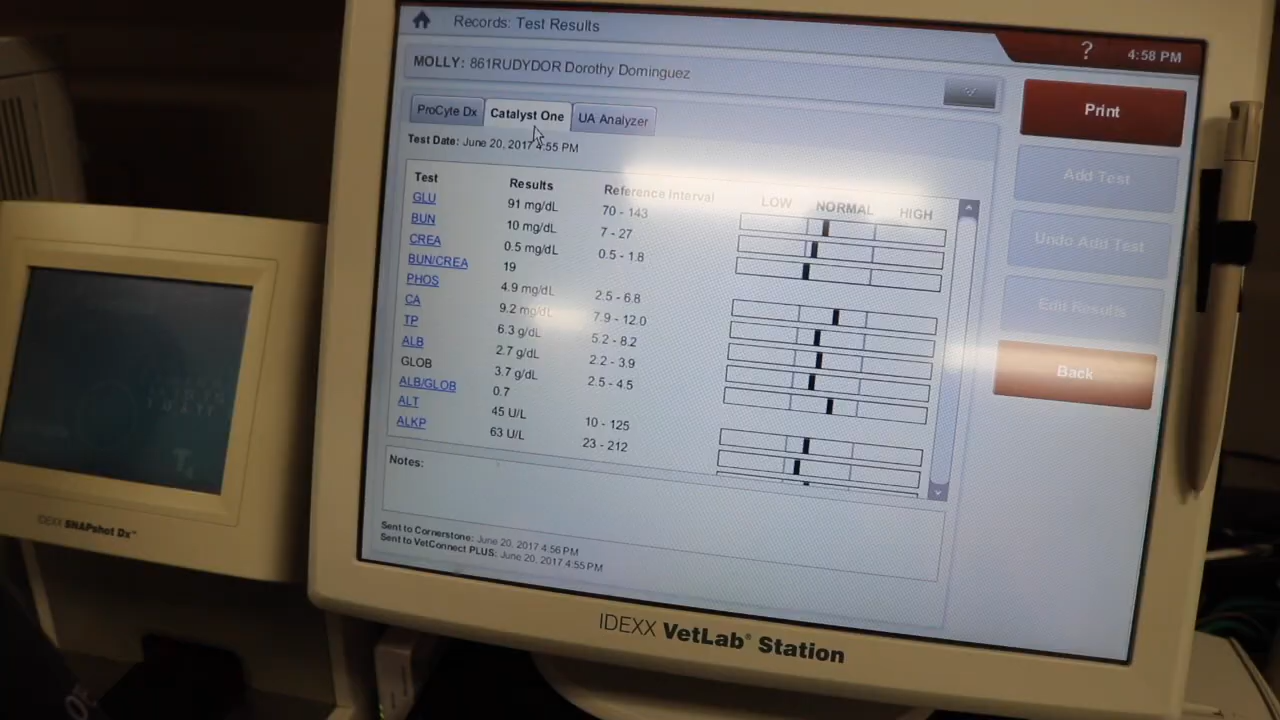 Records: Test Results
? 4:58 PM
MOLLY: 861RUDYDOR Dorothy Dominguez
Print
ProCyte Dx Catalyst One UA Analyzer
Test Date: June 20, 2017 4:55 PM
Add Test
Test Results Reference Interval LOW NORMAL HIGH
GLU 91 mg/dL 70 - 143
BUN 10 mg/dL 7 - 27
CREA 0.5 mg/dL 0.5 - 1.8
BUN/CREA 19
PHOS 4.9 mg/dL 2.5 - 6.8
CA 9.2 mg/dL 7.9 - 12.0
TP 6.3 g/dL 5.2 - 8.2
ALB 2.7 g/dL 2.2 - 3.9
GLOB 3.7 g/dL 2.5 - 4.5
ALB/GLOB 0.7
ALT 45 U/L 10 - 125
ALKP 63 U/L 23 - 212
Undo Add Test
Edit Results
Back
Notes:
Sent to Cornerstone: June 20, 2017 4:56 PM
Sent to VetConnect PLUS: June 20, 2017 4:55 PM
IDEXX SNAPshot Dx™
IDEXX VetLab® Station